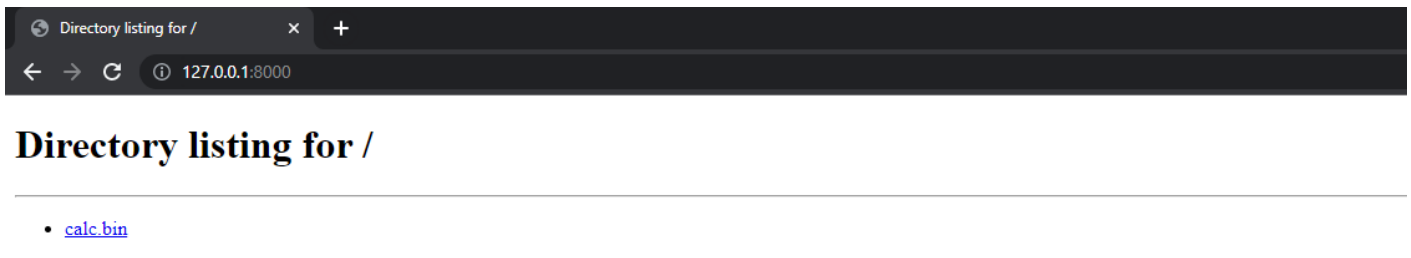 Directory listing for /
127.0.0.1:8000
Directory listing for /
calc.bin